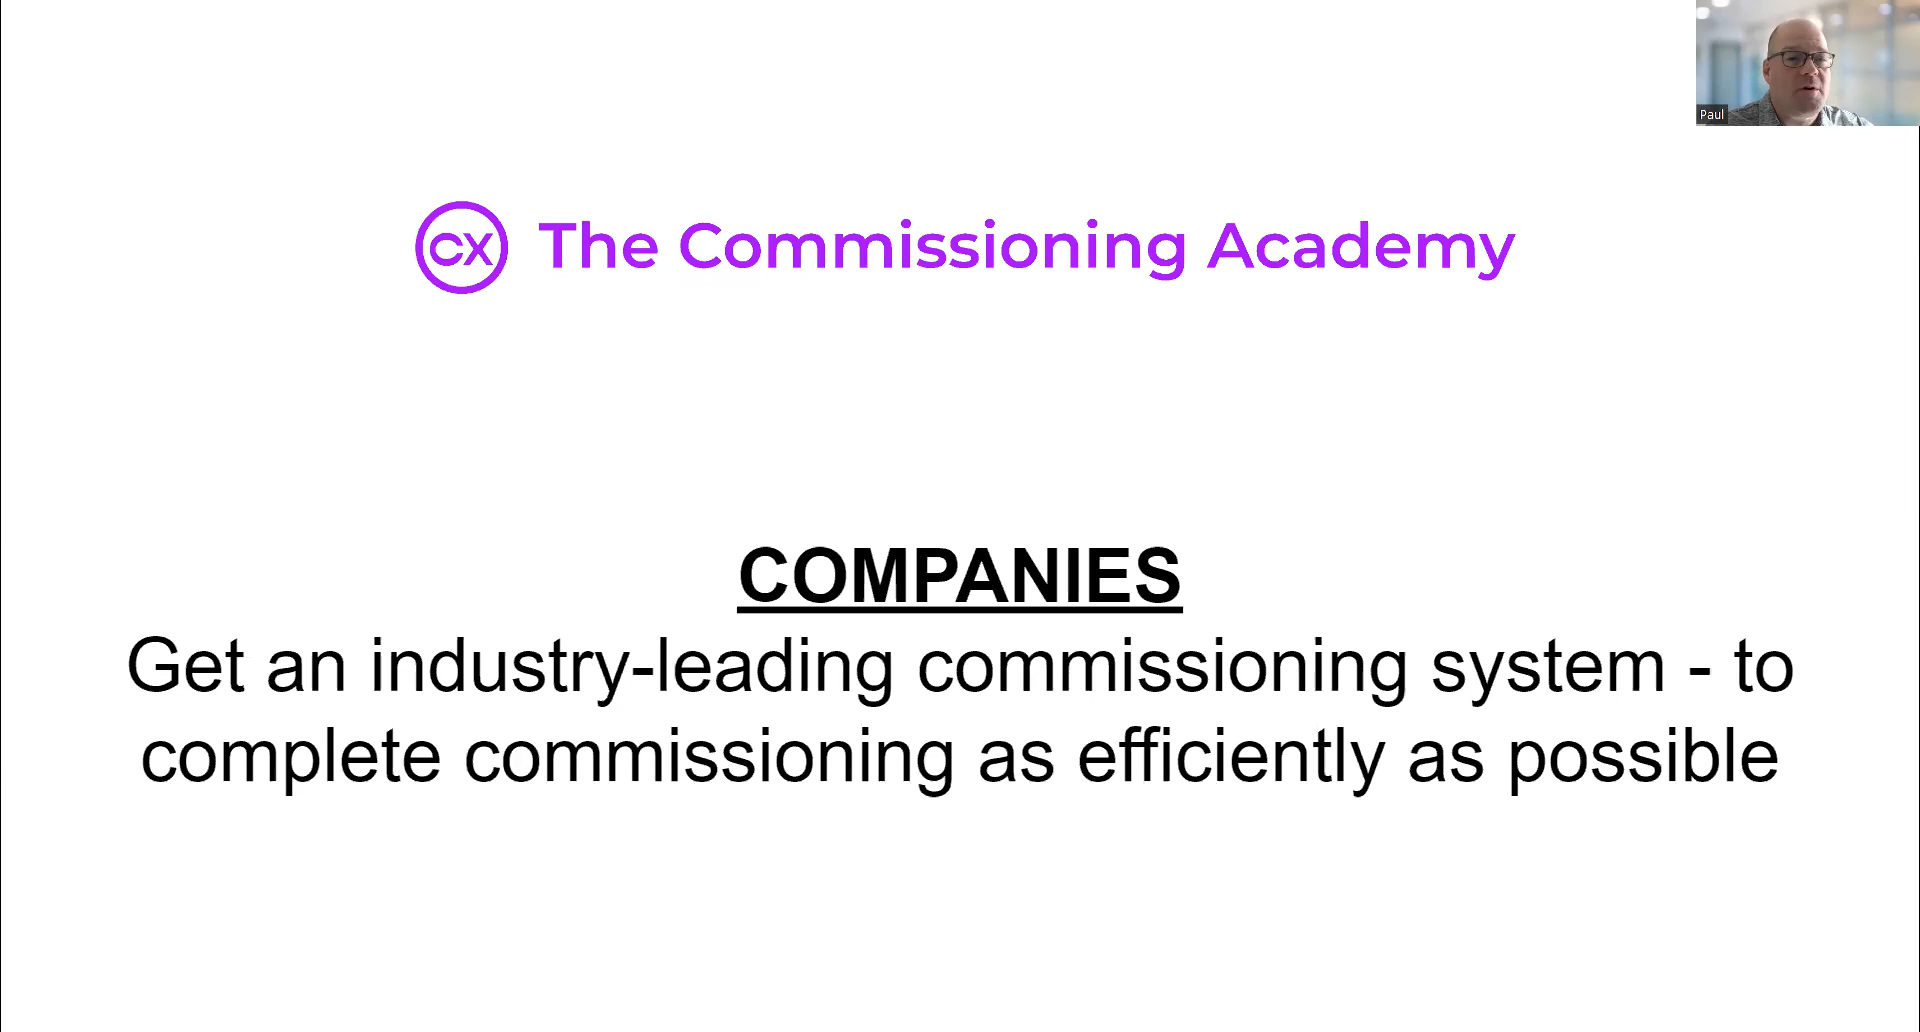 Paul
CX The Commissioning Academy
COMPANIES
Get an industry-leading commissioning system - to
complete commissioning as efficiently as possible